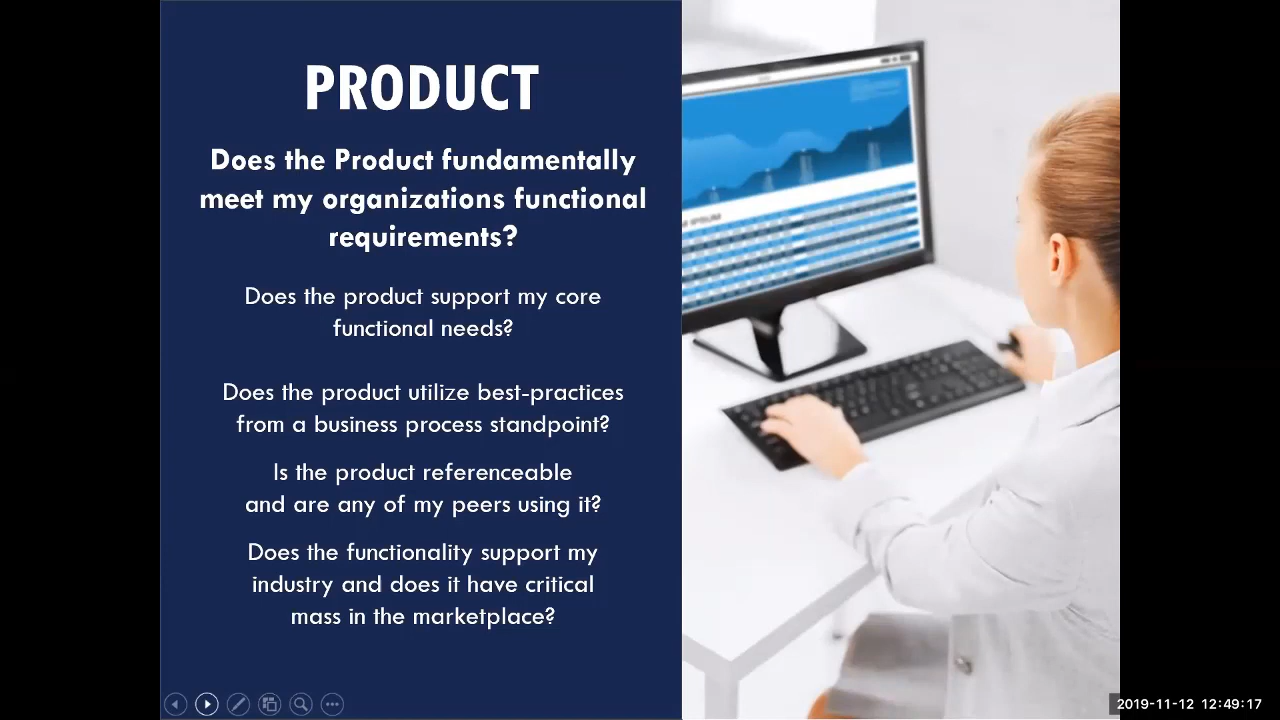 PRODUCT
Does the Product fundamentally
meet my organizations functional
requirements?
Does the product support my core
functional needs?
Does the product utilize best-practices
from a business process standpoint?
Is the product referenceable
and are any of my peers using it?
Does the functionality support my
industry and does it have critical
mass in the marketplace?
IPSUM
2019-11-12 12:49:17